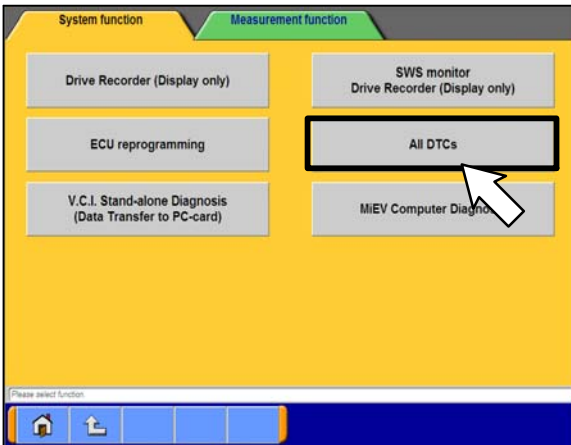 System function
Measurement function
Drive Recorder (Display only)
SWS monitor
Drive Recorder (Display only)
ECU reprogramming
All DTCs
V.C.I. Stand-alone Diagnosis
(Data Transfer to PC-card)
MiEV Computer
Please select function.